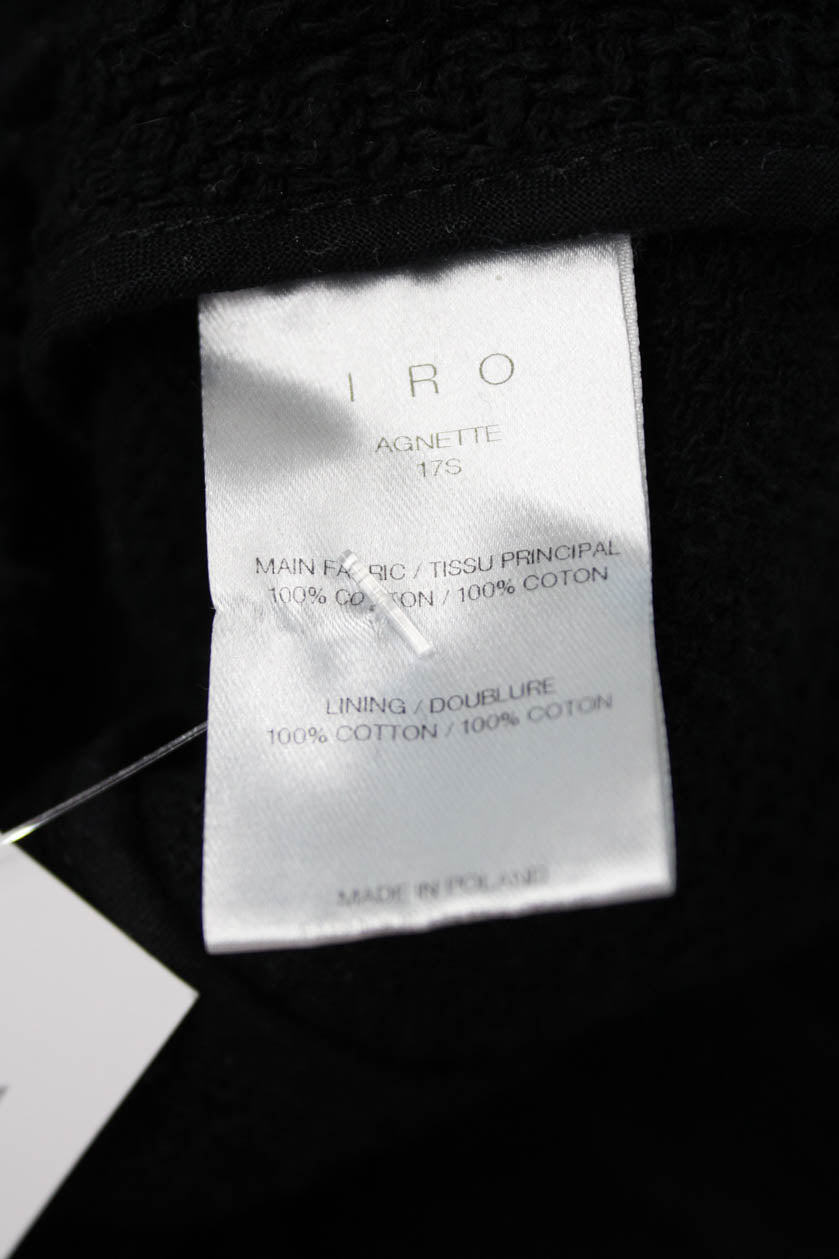 IRO
AGNETTE
17S
MAIN FABRIC / TISSU PRINCIPAL
100% COTTON / 100% COTON
LINING / DOUBLURE
100% COTTON / 100% COTON
MADE IN POLAND